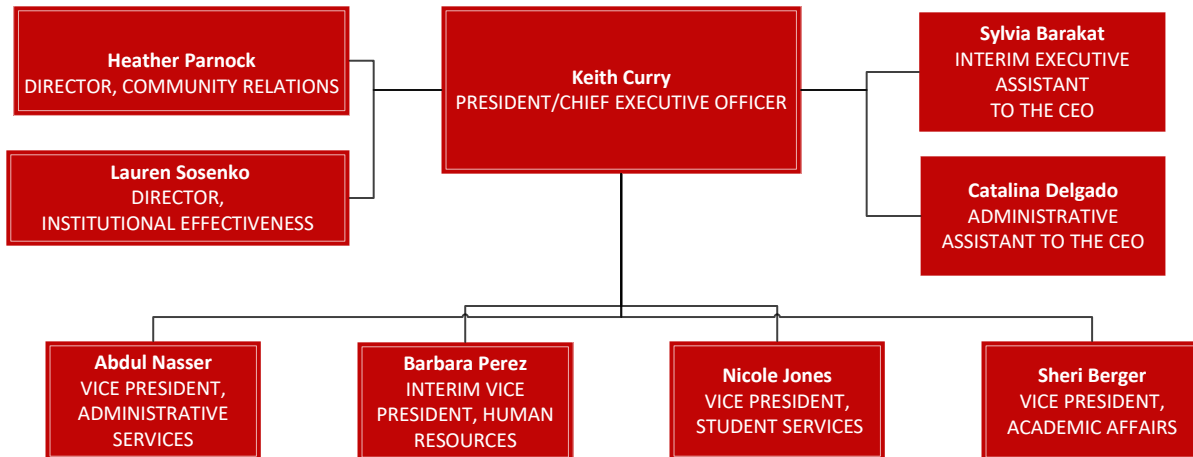 Heather Parnock
DIRECTOR, COMMUNITY RELATIONS
Keith Curry
PRESIDENT/CHIEF EXECUTIVE OFFICER
Sylvia Barakat
INTERIM EXECUTIVE
ASSISTANT
TO THE CEO
Lauren Sosenko
DIRECTOR,
INSTITUTIONAL EFFECTIVENESS
Catalina Delgado
ADMINISTRATIVE
ASSISTANT TO THE CEO
Abdul Nasser
VICE PRESIDENT,
ADMINISTRATIVE
SERVICES
Barbara Perez
INTERIM VICE
PRESIDENT, HUMAN
RESOURCES
Nicole Jones
VICE PRESIDENT,
STUDENT SERVICES
Sheri Berger
VICE PRESIDENT,
ACADEMIC AFFAIRS